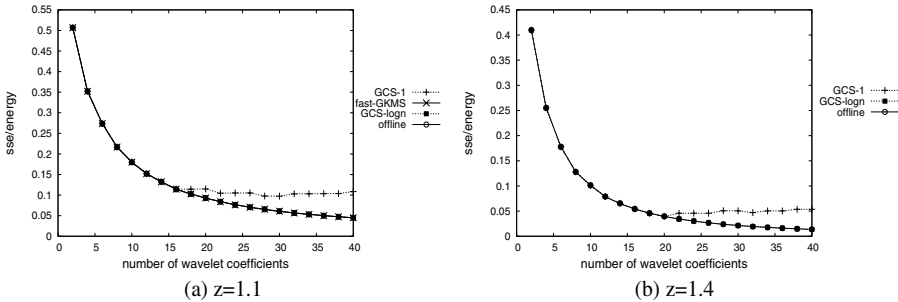 0.55
0.5
0.45
0.4
0.35
0.3
0.25
0.2
0.15
0.1
0.05
0
sse/energy
0 5 10 15 20 25 30 35 40
number of wavelet coefficients
GCS-1
fast-GKMS
GCS-logn
offline
(a) z=1.1
0.45
0.4
0.35
0.3
0.25
0.2
0.15
0.1
0.05
0
sse/energy
0 5 10 15 20 25 30 35 40
number of wavelet coefficients
GCS-1
GCS-logn
offline
(b) z=1.4